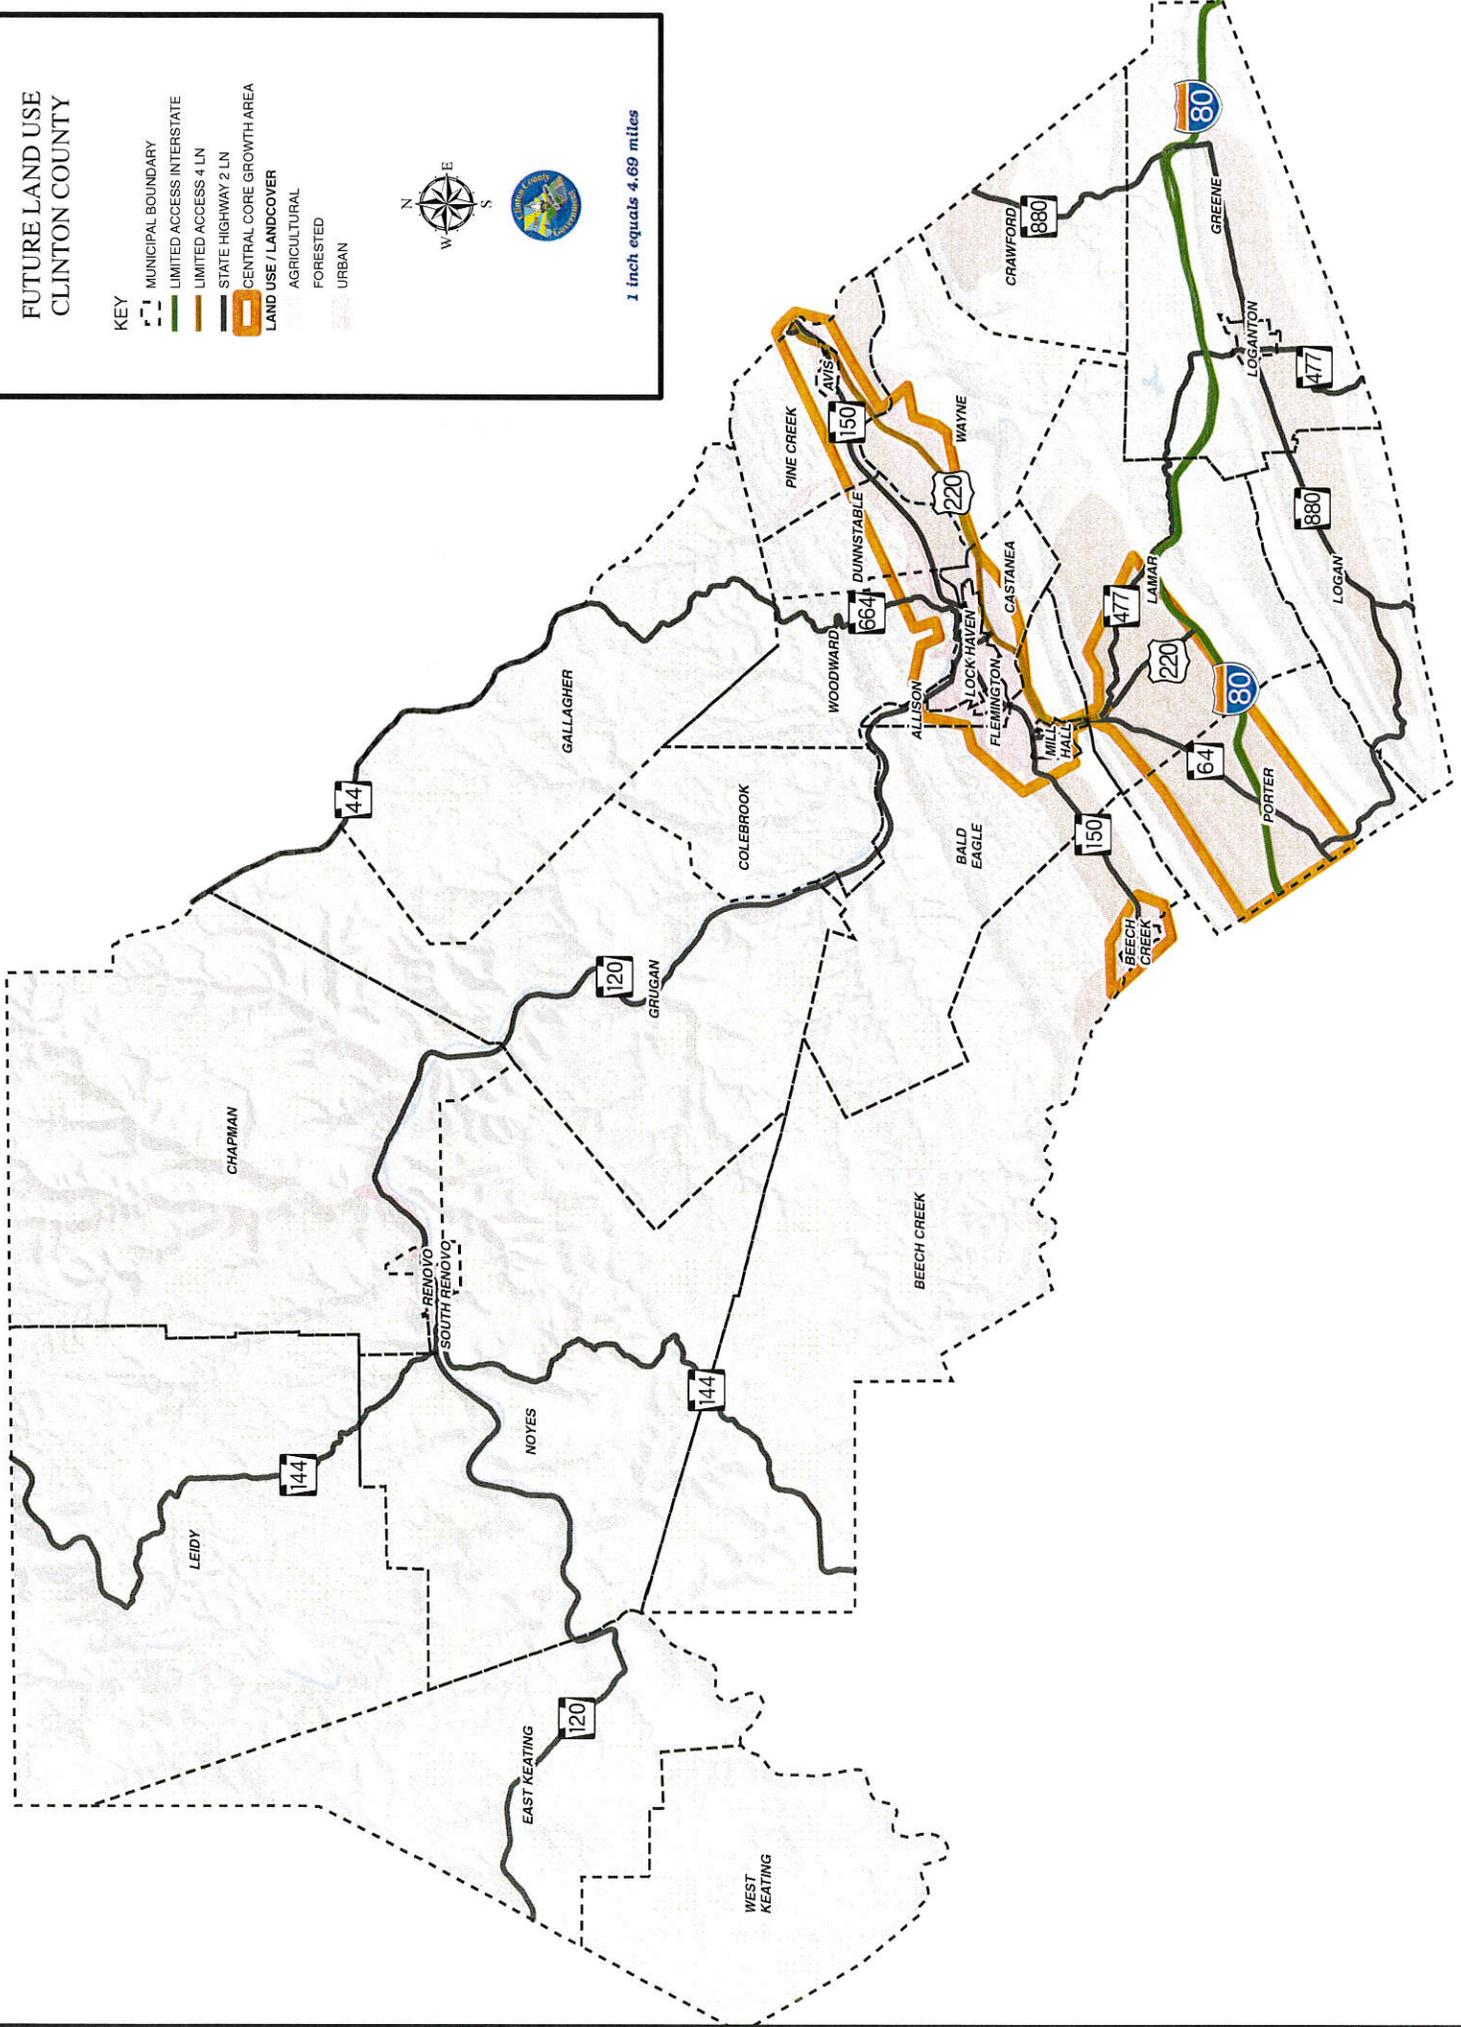 FUTURE LAND USE
CLINTON COUNTY
KEY
MUNICIPAL BOUNDARY
LIMITED ACCESS INTERSTATE
LIMITED ACCESS 4 LN
STATE HIGHWAY 2 LN
CENTRAL CORE GROWTH AREA
LAND USE / LANDCOVER
AGRICULTURAL
FORESTED
URBAN
N
W
E
S
Clinton County
Government
1 inch equals 4.69 miles
LEIDY
144
CHAPMAN
44
GALLAGHER
RENOVO
SOUTH RENOVO
NOYES
EAST KEATING
120
WEST
KEATING
144
120
GRUGAN
COLEBROOK
BEECH CREEK
WOODWARD
664
DUNNSTABLE
PINE CREEK
150
AVIS
WAYNE
220
CASTANEA
LOCK HAVEN
FLEMINGTON
ALLISON
MILL
HALL
BALD
EAGLE
150
BEECH
CREEK
CRAWFORD
880
80
GREENE
LOGANTON
477
880
LOGAN
LAMAR
477
220
80
64
PORTER